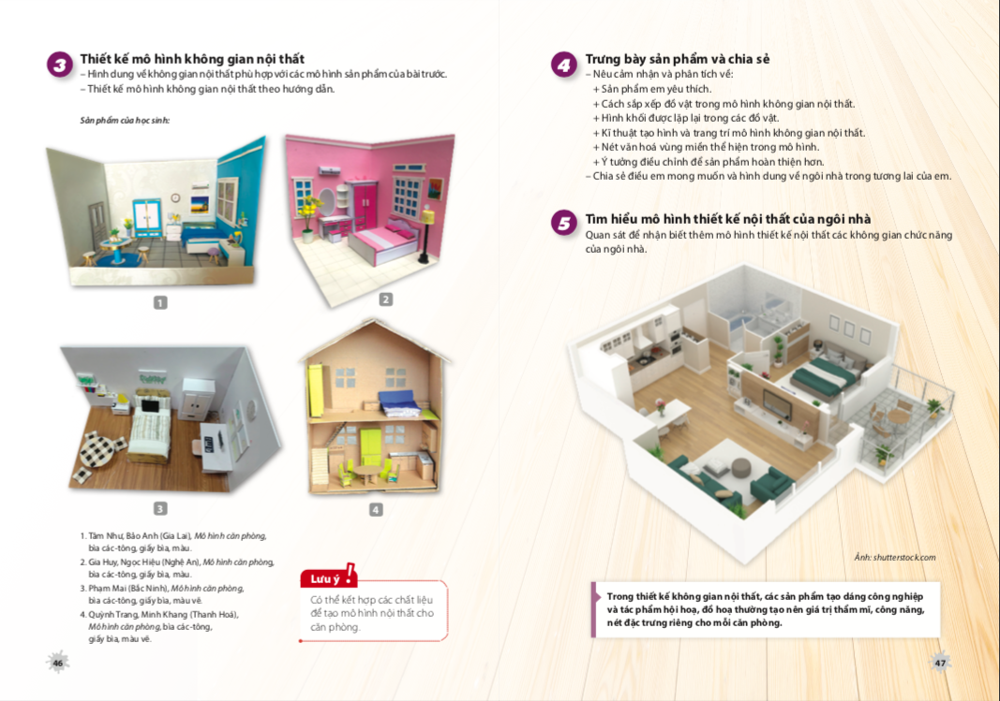 3 Thiết kế mô hình không gian nội thất
– Hình dung về không gian nội thất phù hợp với các mô hình sản phẩm của bài trước.
– Thiết kế mô hình không gian nội thất theo hướng dẫn.
Sản phẩm của học sinh:
1
2
3
4
1. Tâm Như, Bảo Anh (Gia Lai), Mô hình căn phòng,
bìa các-tông, giấy bìa, màu.
2. Gia Huy, Ngọc Hiệu (Nghệ An), Mô hình căn phòng,
bìa các-tông, giấy bìa, màu.
3. Phạm Mai (Bắc Ninh), Mô hình căn phòng,
bìa các-tông, giấy bìa, màu vẽ.
4. Quỳnh Trang, Minh Khang (Thanh Hoá),
Mô hình căn phòng, bìa các-tông,
giấy bìa, màu vẽ.
Lưu ý !
Có thể kết hợp các chất liệu
để tạo mô hình nội thất cho
căn phòng.
46
4 Trưng bày sản phẩm và chia sẻ
– Nêu cảm nhận và phân tích về:
+ Sản phẩm em yêu thích.
+ Cách sắp xếp đồ vật trong mô hình không gian nội thất.
+ Hình khối được lặp lại trong các đồ vật.
+ Kĩ thuật tạo hình và trang trí mô hình không gian nội thất.
+ Nét văn hoá vùng miền thể hiện trong mô hình.
+ Ý tưởng điều chỉnh để sản phẩm hoàn thiện hơn.
– Chia sẻ điều em mong muốn và hình dung về ngôi nhà trong tương lai của em.
5 Tìm hiểu mô hình thiết kế nội thất của ngôi nhà
Quan sát để nhận biết thêm mô hình thiết kế nội thất các không gian chức năng
của ngôi nhà.
Ảnh: shutterstock.com
Trong thiết kế không gian nội thất, các sản phẩm tạo dáng công nghiệp
và tác phẩm hội hoạ, đồ hoạ thường tạo nên giá trị thẩm mĩ, công năng,
nét đặc trưng riêng cho mỗi căn phòng.
47